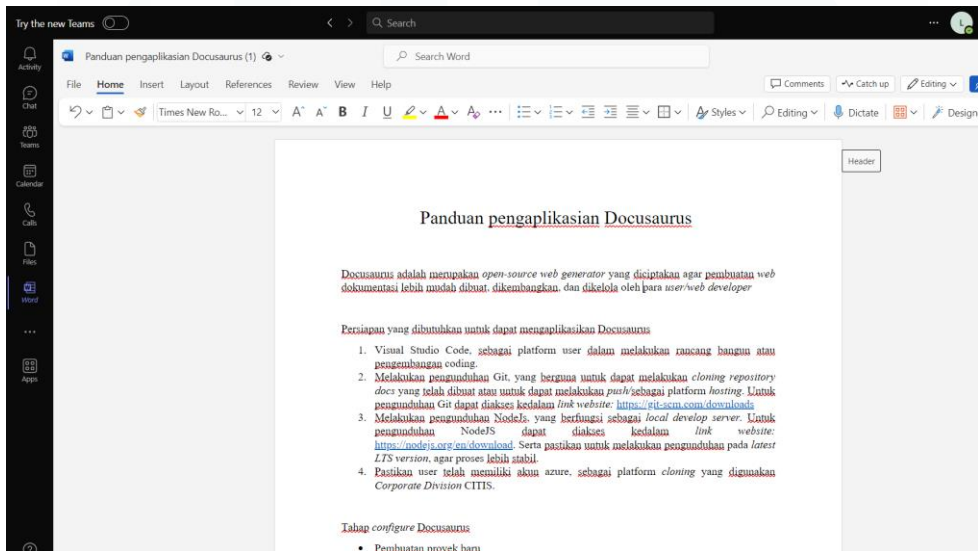 Try the new Teams
Search
L
Activity
Chat
Teams
Calendar
Calls
Files
Word
Apps
Panduan pengaplikasian Docusaurus (1)
Search Word
File Home Insert Layout References Review View Help
Comments Catch up Editing
Times New Ro... 12 B I U A Styles Editing Dictate Design
Header
Panduan pengaplikasian Docusaurus
Docusaurus adalah merupakan open-source web generator yang diciptakan agar pembuatan web
dokumentasi lebih mudah dibuat, dikembangkan, dan dikelola oleh para user/web developer
Persiapan yang dibutuhkan untuk dapat mengaplikasikan Docusaurus
1. Visual Studio Code, sebagai platform user dalam melakukan rancang bangun atau
pengembangan coding.
2. Melakukan pengunduhan Git, yang berguna untuk dapat melakukan cloning repository
docs yang telah dibuat atau untuk dapat melakukan push/sebagai platform hosting. Untuk
pengunduhan Git dapat diakses kedalam link website: https://git-scm.com/downloads
3. Melakukan pengunduhan NodeJs, yang berfungsi sebagai local develop server. Untuk
pengunduhan NodeJS dapat diakses kedalam link website:
https://nodejs.org/en/download. Serta pastikan untuk melakukan pengunduhan pada latest
LTS version, agar proses lebih stabil.
4. Pastikan user telah memiliki akun azure, sebagai platform cloning yang digunakan
Corporate Division CITIS.
Tahap configure Docusaurus
• Pembuatan proyek baru